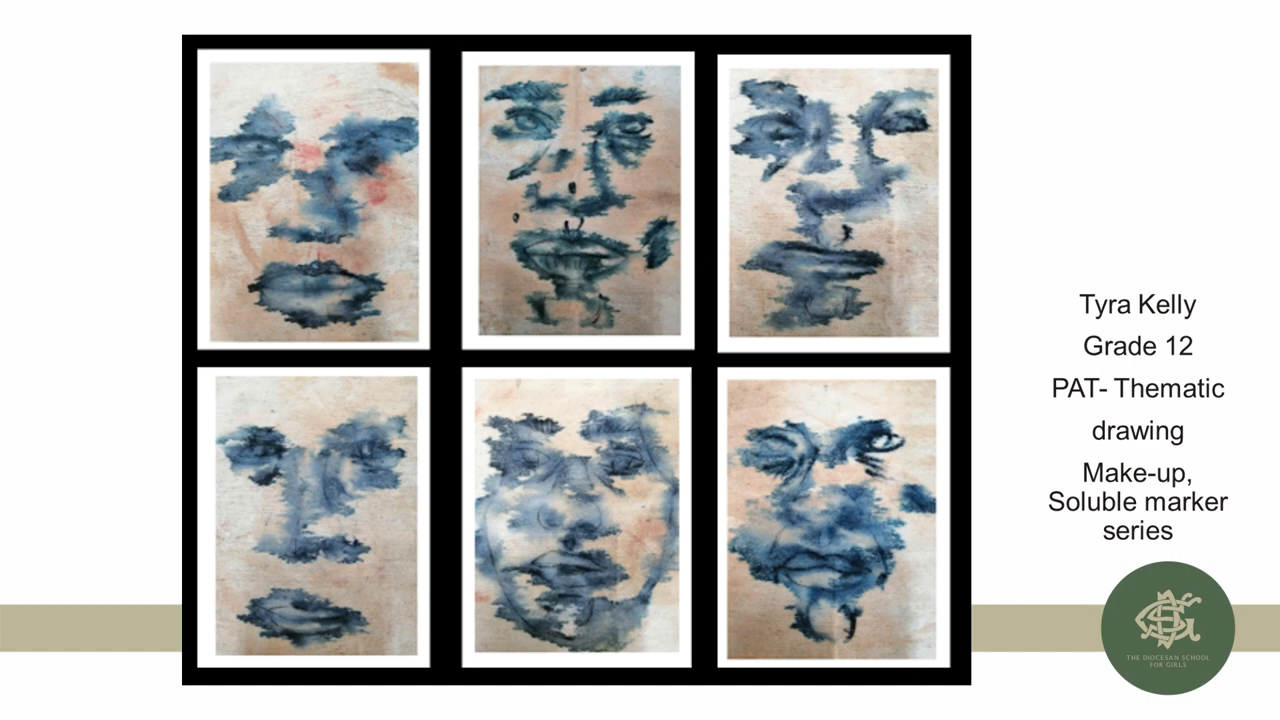 Tyra Kelly
Grade 12
PAT- Thematic
drawing
Make-up,
Soluble marker
series
THE DIOCESAN SCHOOL
FOR GIRLS